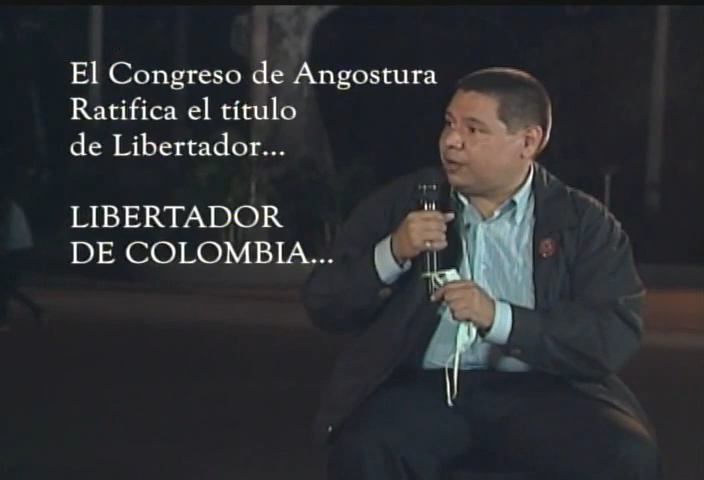 El Congreso de Angostura
Ratifica el título
de Libertador...
LIBERTADOR
DE COLOMBIA...